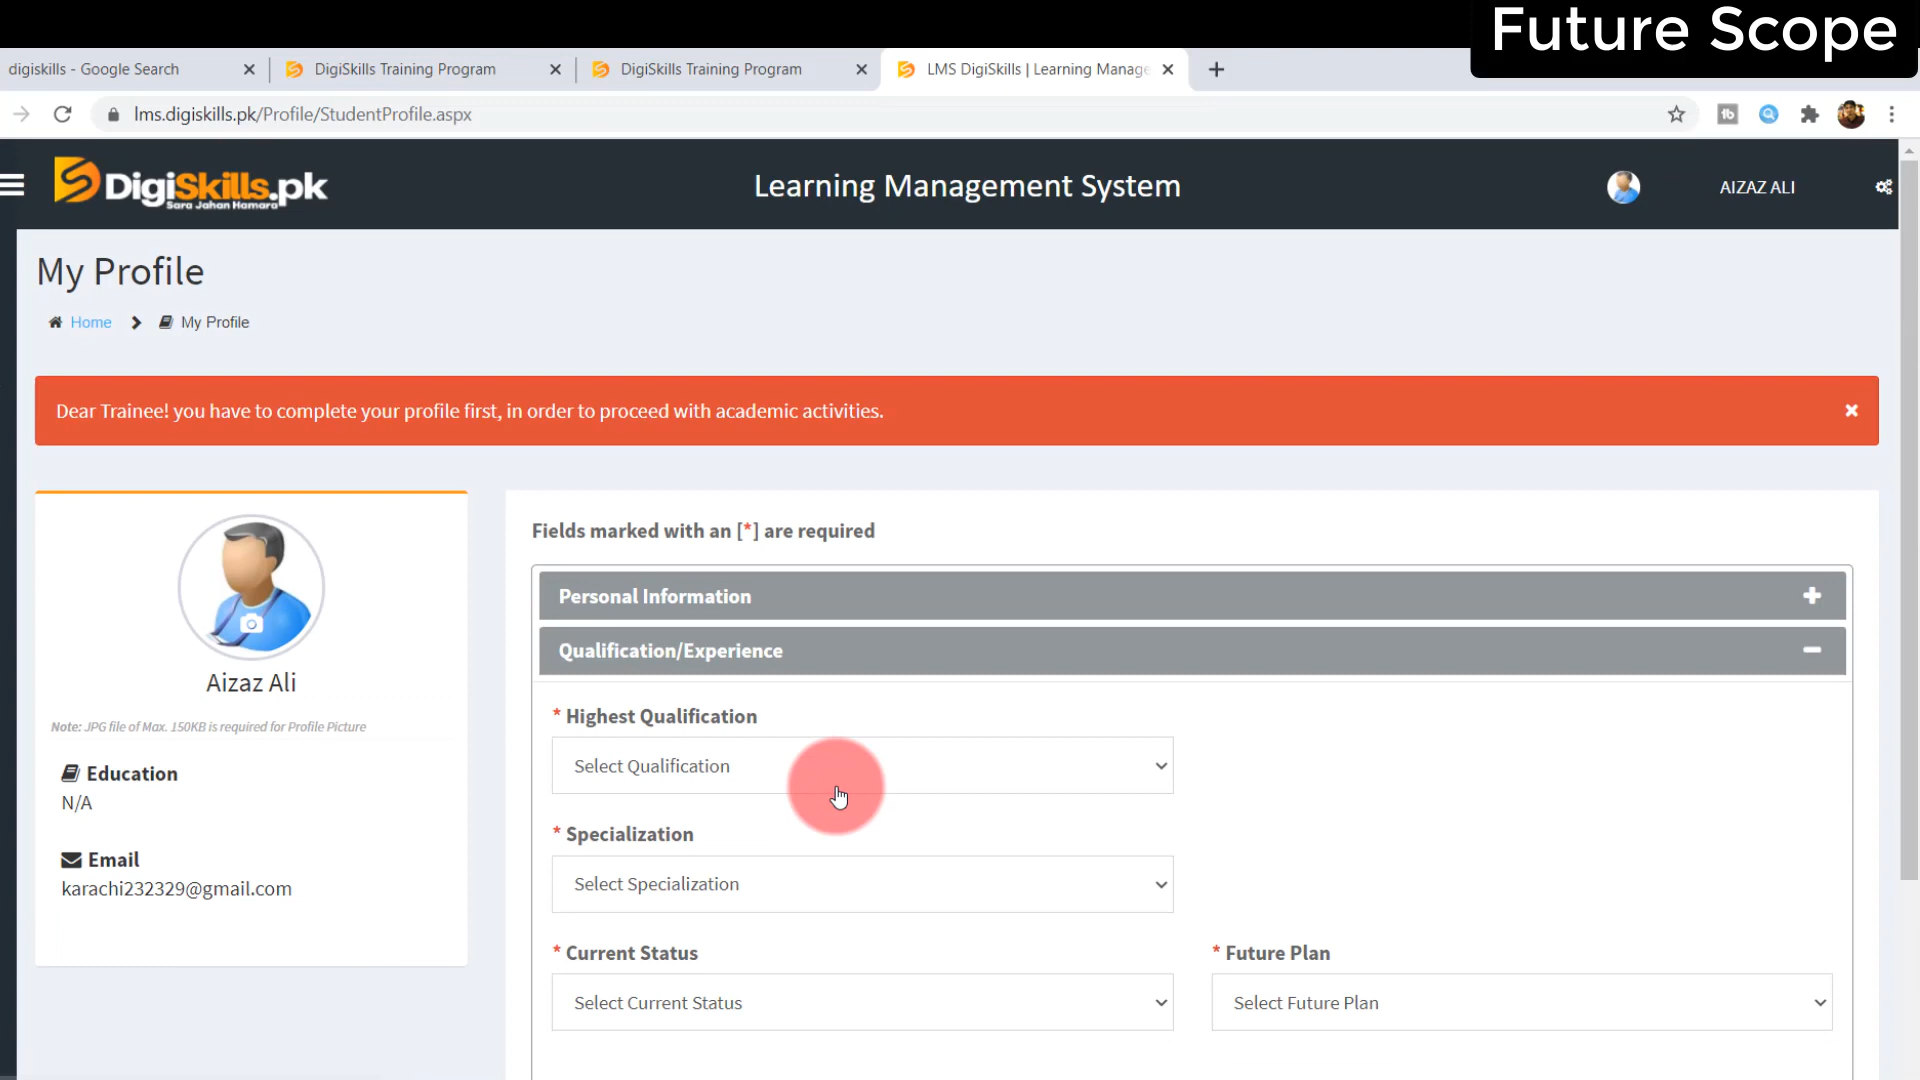 Future Scope
digiskills - Google Search
DigiSkills Training Program
DigiSkills Training Program
LMS DigiSkills | Learning Manage
lms.digiskills.pk/Profile/StudentProfile.aspx
tb
DigiSkills.pk
Sara Jahan Hamara
Learning Management System
AIZAZ ALI
My Profile
Home
My Profile
Dear Trainee! you have to complete your profile first, in order to proceed with academic activities.
Aizaz Ali
Note: JPG file of Max. 150KB is required for Profile Picture
Education
N/A
Email
karachi232329@gmail.com
Fields marked with an [*] are required
Personal Information
Qualification/Experience
* Highest Qualification
Select Qualification
* Specialization
Select Specialization
* Current Status
* Future Plan
Select Current Status
Select Future Plan